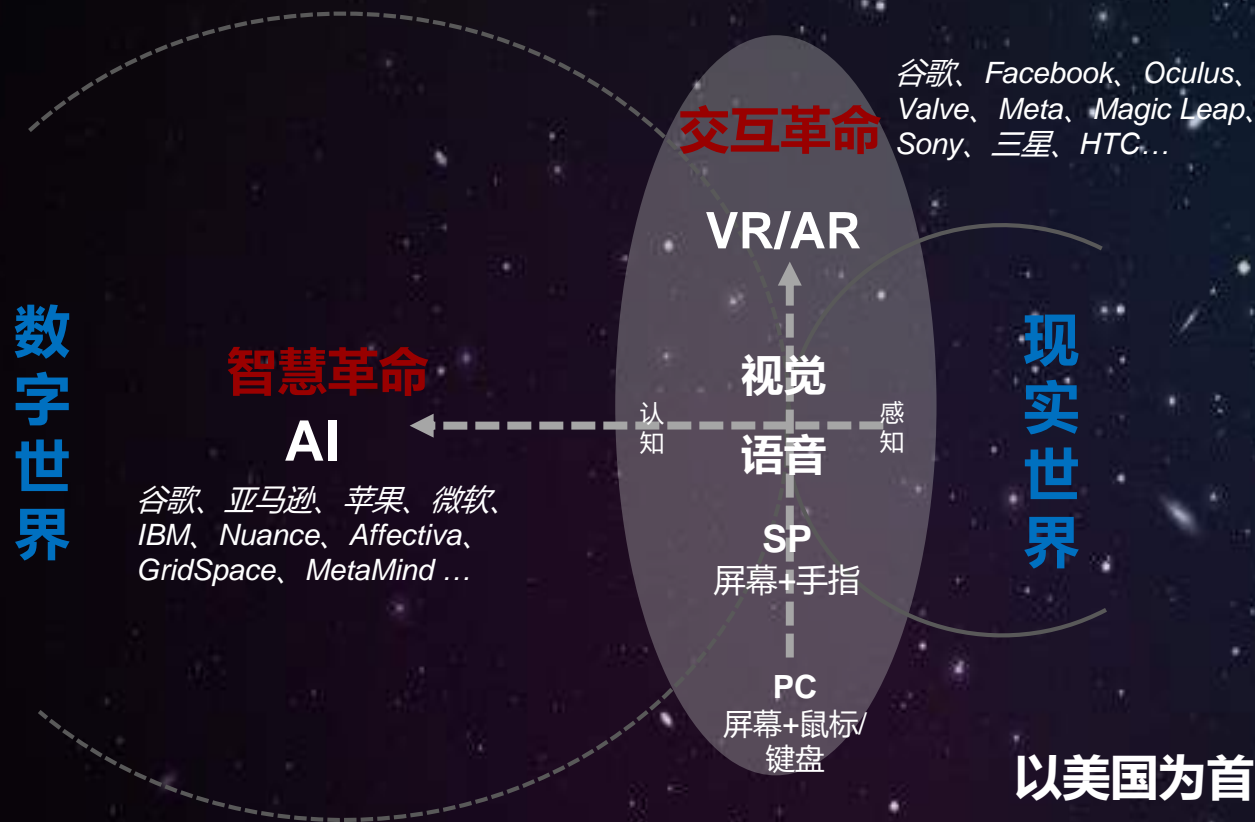 谷歌、Facebook、Oculus、
Valve、Meta、Magic Leap、
Sony、三星、HTC…
交互革命
VR/AR
数字世界
智慧革命
AI
谷歌、亚马逊、苹果、微软、
IBM、Nuance、Affectiva、
GridSpace、MetaMind …
认知
视觉
语音
感知
现实世界
SP
屏幕+手指
PC
屏幕+鼠标/
键盘
以美国为首